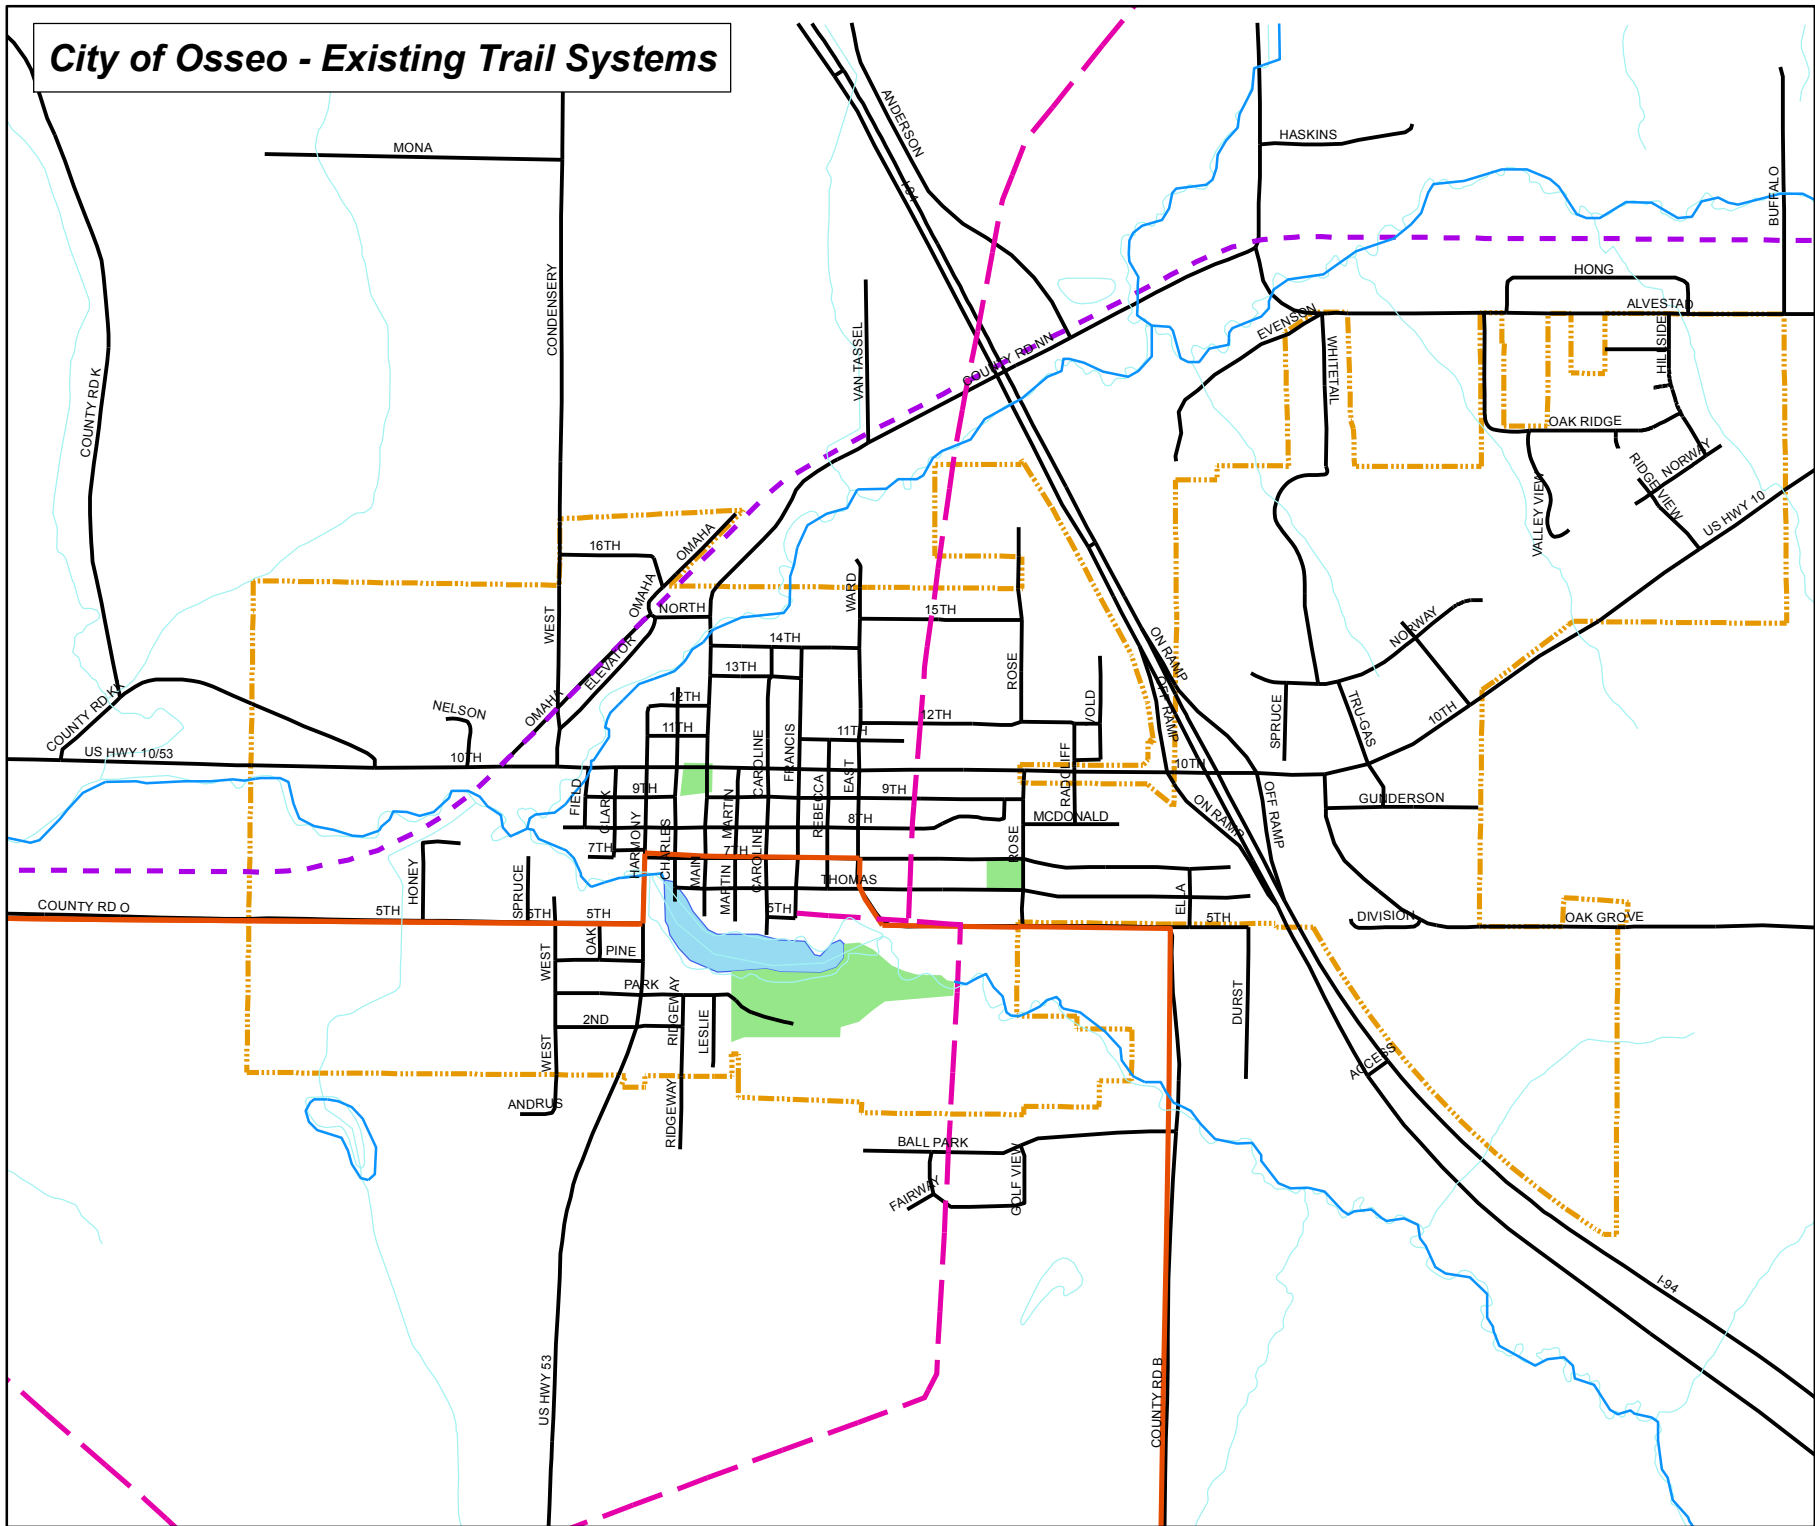 City of Osseo - Existing Trail Systems
ANDERSON
I-94
HASKINS
MONA
BUFFALO
CONDENSERY
HONG
ALVESTAD
EVENSON
WHITETAIL
HILLSIDE
VAN TASSEL
COUNTY RD NN
COUNTY RD K
OAK RIDGE
NORWAY
RIDGE VIEW
VALLEY VIEW
US HWY 10
16TH
OMAHA
OMAHA
NORTH
WARD
15TH
WEST
ELEVATOR
14TH
13TH
ROSE
ON RAMP
OFF RAMP
NORWAY
COUNTY RD KK
NELSON
OMAHA
12TH
11TH
12TH
11TH
VOLD
SPRUCE
TRU-GAS
10TH
US HWY 10/53
10TH
CAROLINE
FRANCIS
10TH
RADCLIFF
FIELD
CLARK
9TH
MARTIN
REBECCA
EAST
9TH
ON RAMP
OFF RAMP
GUNDERSON
HARMONY
CHARLES
8TH
MCDONALD
7TH
7TH
ROSE
MAIN
MARTIN
CAROLINE
THOMAS
HONEY
SPRUCE
ELLA
COUNTY RD O
5TH
5TH
5TH
5TH
5TH
DIVISION
OAK GROVE
WEST
OAK
PINE
PARK
RIDGEWAY
2ND
LESLIE
DURST
WEST
ACCESS
ANDRUS
RIDGEWAY
BALL PARK
GOLF VIEW
FAIRWAY
I-94
US HWY 53
COUNTY RD B